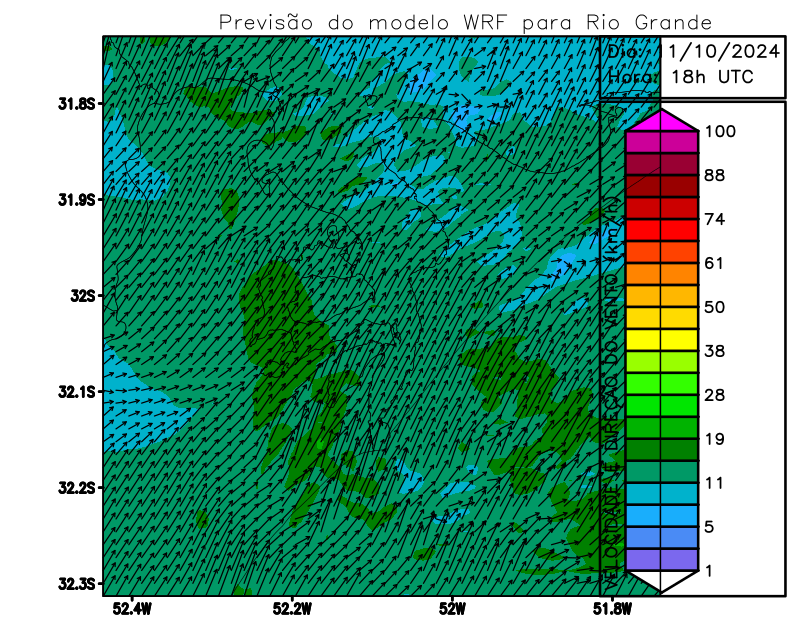 Previsão do modelo WRF para Rio Grande
Dia: 11/10/2024
Hora: 18h UTC
31.8S
31.9S
32S
32.1S
32.2S
32.3S
52.4W
52.2W
52W
51.8W
VELOCIDADE E DIREÇÃO DO VENTO (km/h)
100
88
74
61
50
38
28
19
11
5
1